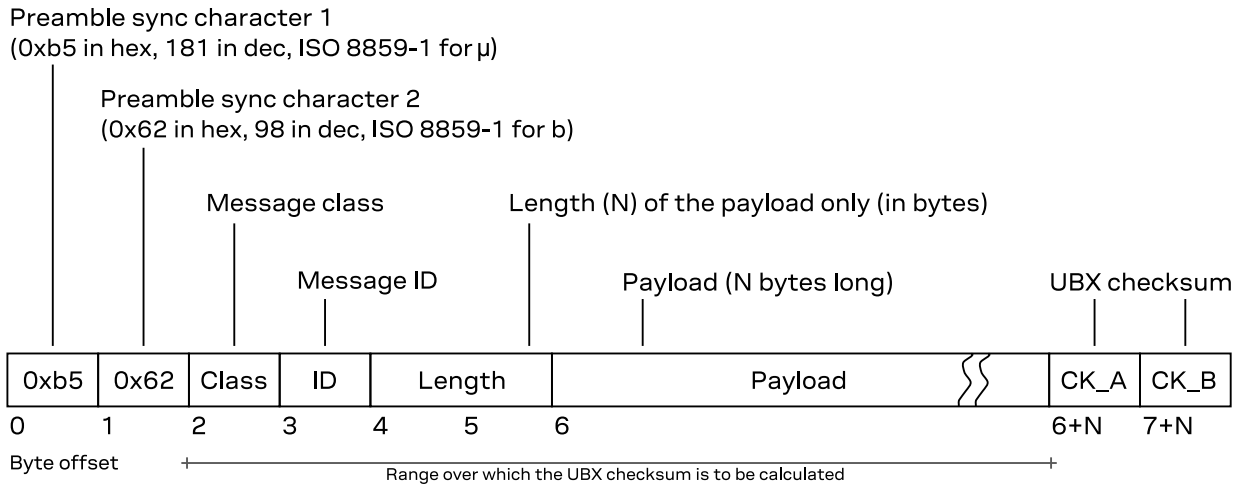 Preamble sync character 1
(0xb5 in hex, 181 in dec, ISO 8859-1 for µ)
Preamble sync character 2
(0x62 in hex, 98 in dec, ISO 8859-1 for b)
Message class
Length (N) of the payload only (in bytes)
Message ID
Payload (N bytes long)
UBX checksum
0xb5 0x62 Class ID Length Payload CK_A CK_B
0 1 2 3 4 5 6 6+N 7+N
Byte offset
Range over which the UBX checksum is to be calculated